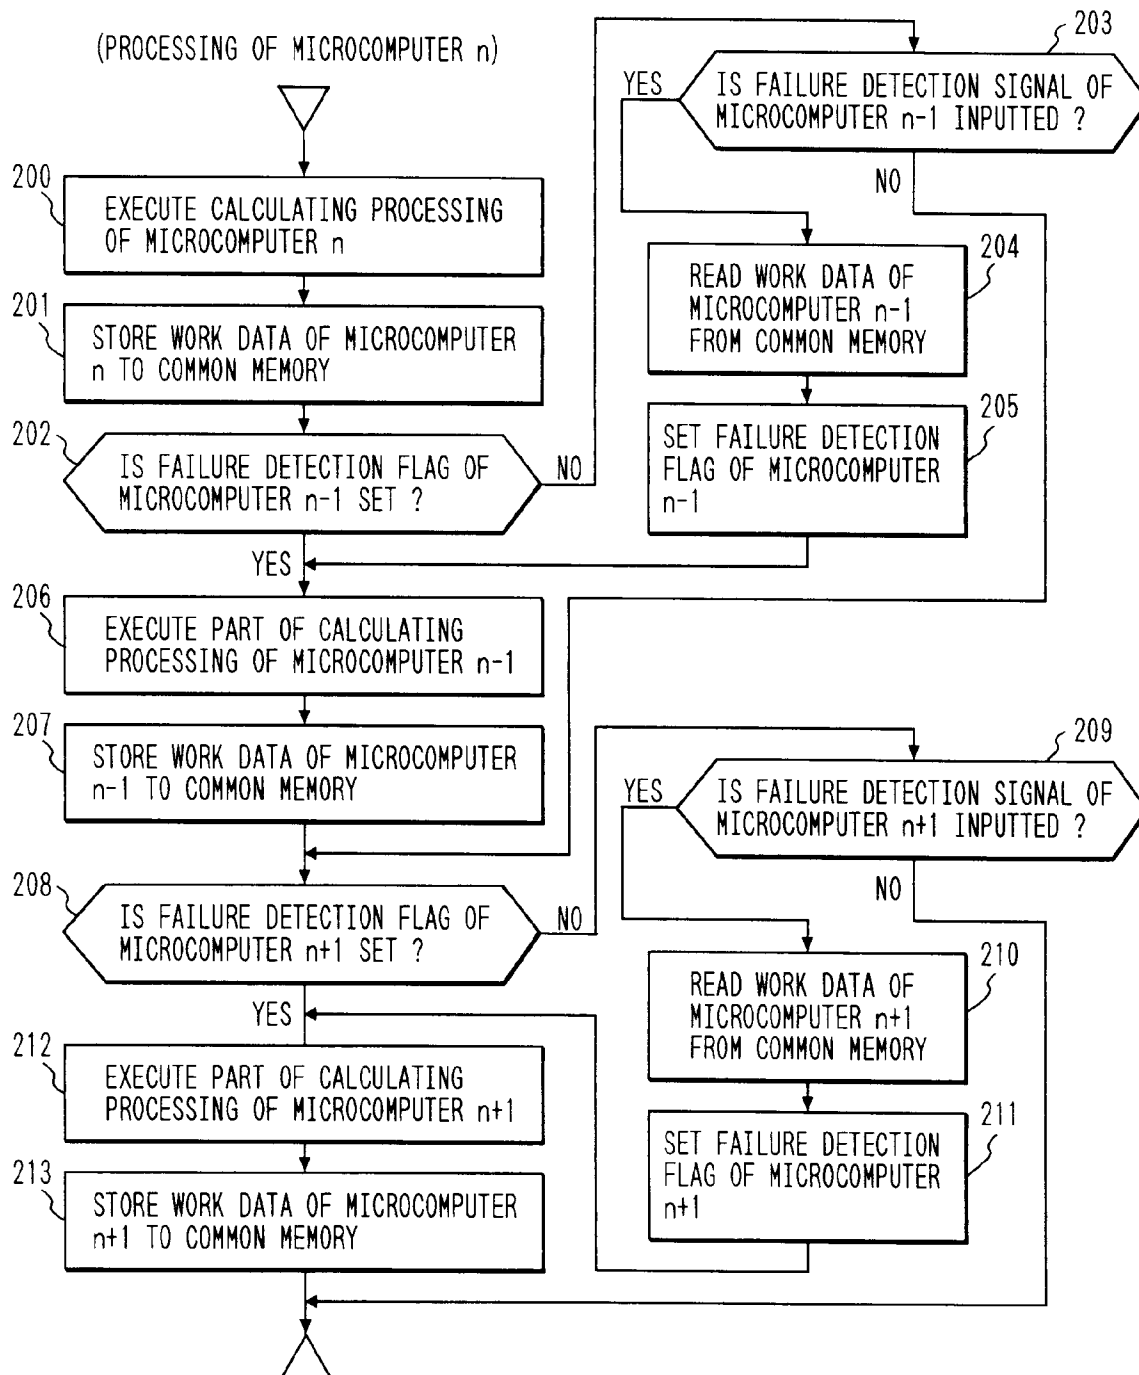 (PROCESSING OF MICROCOMPUTER n)
200
EXECUTE CALCULATING PROCESSING
OF MICROCOMPUTER n
201
STORE WORK DATA OF MICROCOMPUTER
n TO COMMON MEMORY
202
IS FAILURE DETECTION FLAG OF
MICROCOMPUTER n-1 SET ?
NO
YES
203
IS FAILURE DETECTION SIGNAL OF
MICROCOMPUTER n-1 INPUTTED ?
YES
NO
204
READ WORK DATA OF
MICROCOMPUTER n-1
FROM COMMON MEMORY
205
SET FAILURE DETECTION
FLAG OF MICROCOMPUTER
n-1
206
EXECUTE PART OF CALCULATING
PROCESSING OF MICROCOMPUTER n-1
207
STORE WORK DATA OF MICROCOMPUTER
n-1 TO COMMON MEMORY
208
IS FAILURE DETECTION FLAG OF
MICROCOMPUTER n+1 SET ?
NO
YES
209
IS FAILURE DETECTION SIGNAL OF
MICROCOMPUTER n+1 INPUTTED ?
YES
NO
210
READ WORK DATA OF
MICROCOMPUTER n+1
FROM COMMON MEMORY
211
SET FAILURE DETECTION
FLAG OF MICROCOMPUTER
n+1
212
EXECUTE PART OF CALCULATING
PROCESSING OF MICROCOMPUTER n+1
213
STORE WORK DATA OF MICROCOMPUTER
n+1 TO COMMON MEMORY